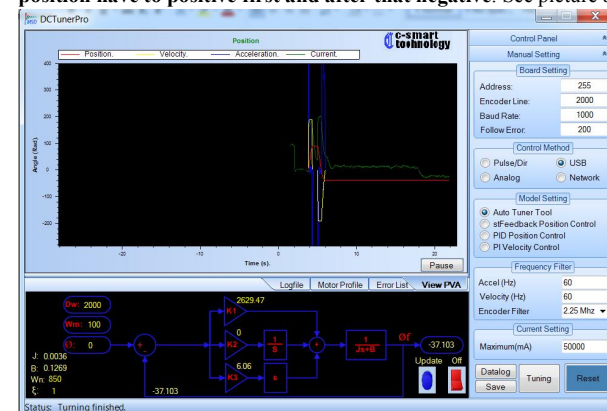 position have to positive first and after that negative. See picture
DCTunerPro
Position
c-smart
technology
Position.
Velocity.
Acceleration.
Current.
Angle (Rad).
400
300
200
100
0
-100
-200
-20
-10
0
10
20
Time (s).
Pause
Logfile
Motor Profile
Error List
View PVA
Dw: 2000
Wm: 100
0
J: 0.0036
B: 0.1269
Wn: 850
ξ: 1
2629.47
K1
0
K2
6.06
K3
1
S
s
1
Js+B
Øf
-37.103
-37.103
Update Off
Status: Turning finished.
Control Panel
Manual Setting
Board Setting
Address: 255
Encoder Line: 2000
Baud Rate: 1000
Follow Error: 200
Control Method
Pulse/Dir
USB
Analog
Network
Model Setting
Auto Tuner Tool
stFeedback Position Control
PID Position Control
PI Velocity Control
Frequency Filter
Accel (Hz) 60
Velocity (Hz) 60
Encoder Filter 2.25 Mhz
Current Setting
Maximum(mA) 50000
Datalog
Save
Tuning
Reset